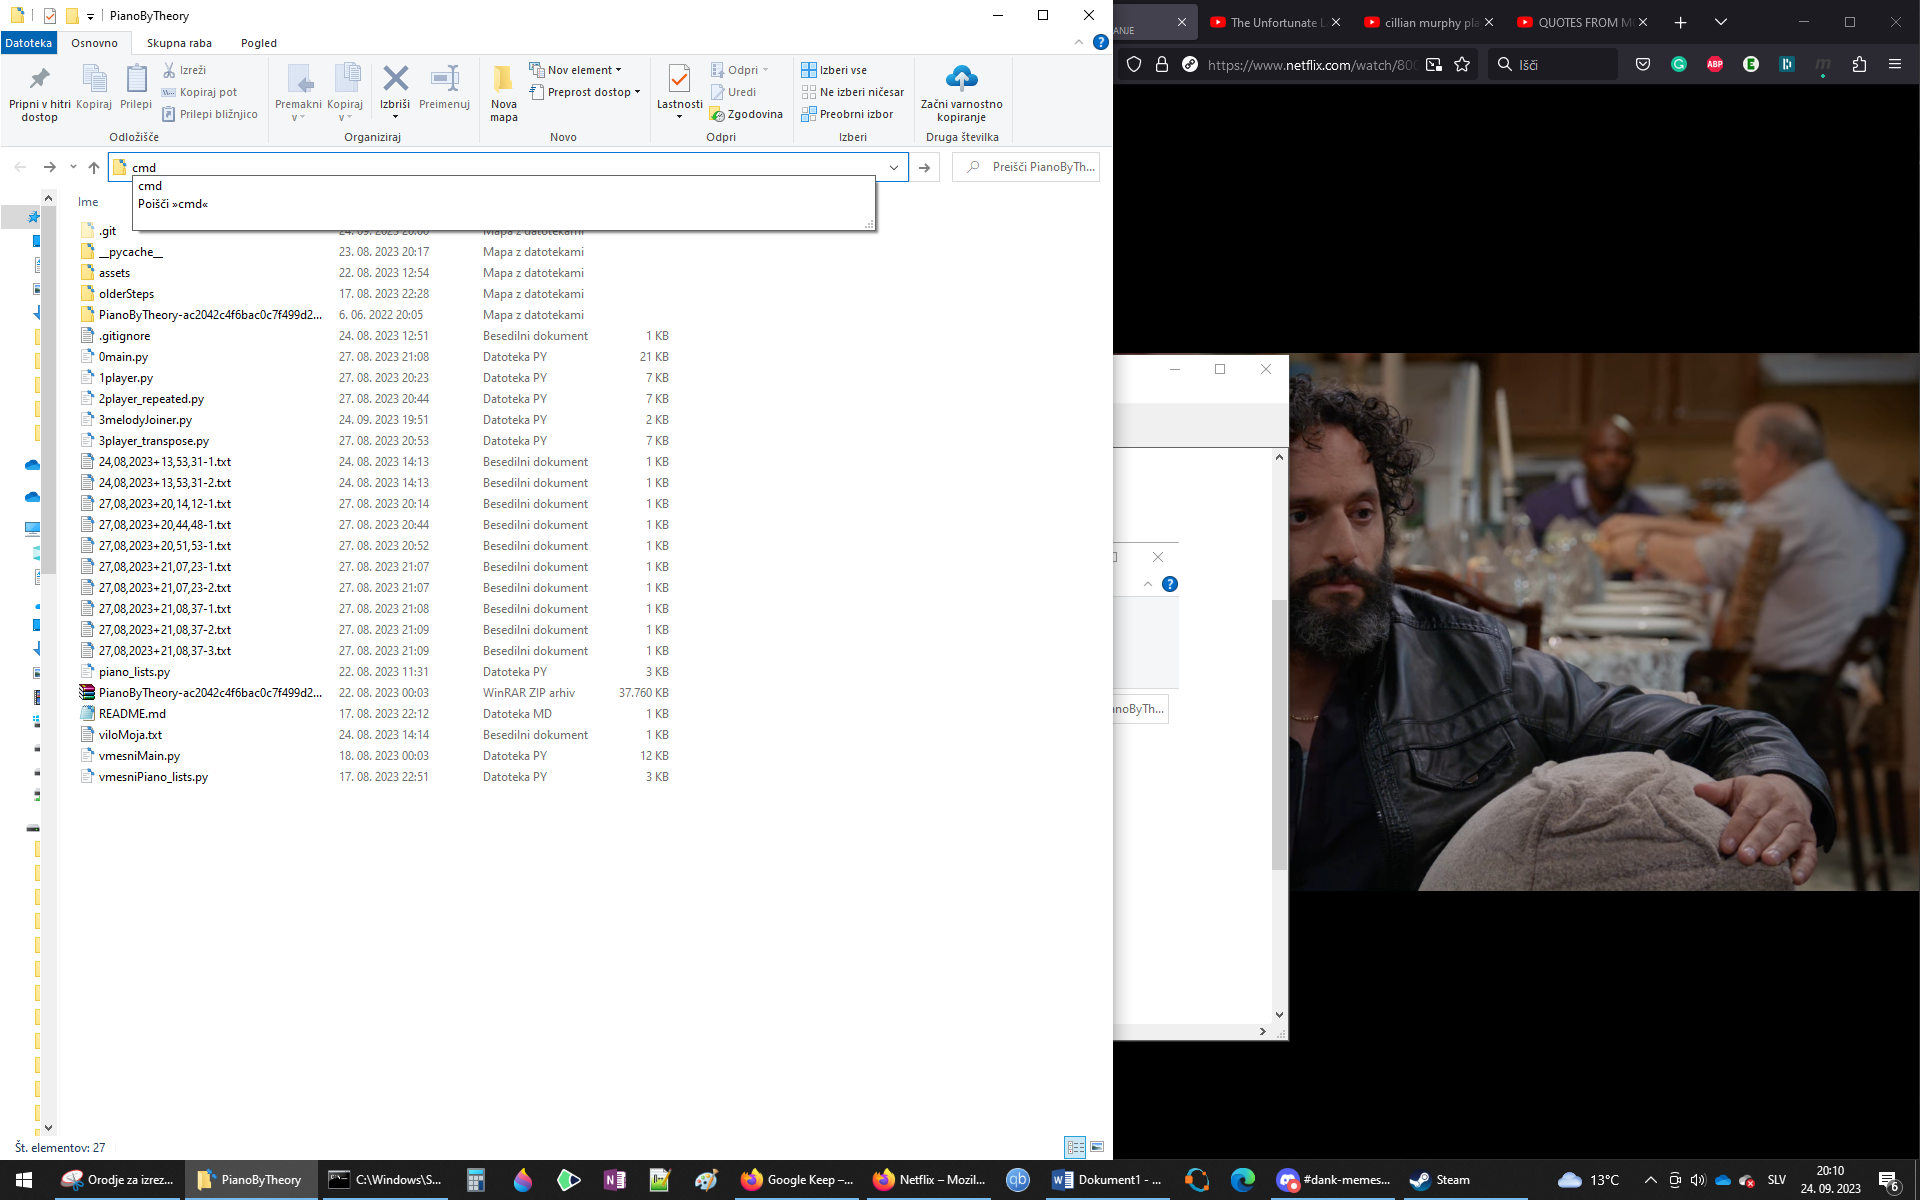 PianoByTheory
Datoteka Osnovno Skupna raba Pogled
Pripni v hitri dostop
Kopiraj
Prilepi
Izreži
Kopiraj pot
Prilepi bližnjico
Odložišče
Premakni v
Kopiraj v
Izbriši
Preimenuj
Organiziraj
Nova mapa
Nov element
Preprost dostop
Novo
Lastnosti
Odpri
Uredi
Zgodovina
Odpri
Izberi vse
Ne izberi ničesar
Preobrni izbor
Izberi
Začni varnostno kopiranje
Druga številka
cmd
Preišči PianoByTh...
cmd
Poišči »cmd«
Ime
.git 24. 09. 2023 20:00 Mapa z datotekami
__pycache__ 23. 08. 2023 20:17 Mapa z datotekami
assets 22. 08. 2023 12:54 Mapa z datotekami
olderSteps 17. 08. 2023 22:28 Mapa z datotekami
PianoByTheory-ac2042c4f6bac0c7f499d2... 6. 06. 2022 20:05 Mapa z datotekami
.gitignore 24. 08. 2023 12:51 Besedilni dokument 1 KB
0main.py 27. 08. 2023 21:08 Datoteka PY 21 KB
1player.py 27. 08. 2023 20:23 Datoteka PY 7 KB
2player_repeated.py 27. 08. 2023 20:44 Datoteka PY 7 KB
3melodyJoiner.py 24. 09. 2023 19:51 Datoteka PY 2 KB
3player_transpose.py 27. 08. 2023 20:53 Datoteka PY 7 KB
24,08,2023+13,53,31-1.txt 24. 08. 2023 14:13 Besedilni dokument 1 KB
24,08,2023+13,53,31-2.txt 24. 08. 2023 14:13 Besedilni dokument 1 KB
27,08,2023+20,14,12-1.txt 27. 08. 2023 20:14 Besedilni dokument 1 KB
27,08,2023+20,44,48-1.txt 27. 08. 2023 20:44 Besedilni dokument 1 KB
27,08,2023+20,51,53-1.txt 27. 08. 2023 20:52 Besedilni dokument 1 KB
27,08,2023+21,07,23-1.txt 27. 08. 2023 21:07 Besedilni dokument 1 KB
27,08,2023+21,07,23-2.txt 27. 08. 2023 21:07 Besedilni dokument 1 KB
27,08,2023+21,08,37-1.txt 27. 08. 2023 21:08 Besedilni dokument 1 KB
27,08,2023+21,08,37-2.txt 27. 08. 2023 21:09 Besedilni dokument 1 KB
27,08,2023+21,08,37-3.txt 27. 08. 2023 21:09 Besedilni dokument 1 KB
piano_lists.py 22. 08. 2023 11:31 Datoteka PY 3 KB
PianoByTheory-ac2042c4f6bac0c7f499d2... 22. 08. 2023 00:03 WinRAR ZIP arhiv 37.760 KB
README.md 17. 08. 2023 22:12 Datoteka MD 1 KB
viloMoja.txt 24. 08. 2023 14:14 Besedilni dokument 1 KB
vmesniMain.py 18. 08. 2023 00:03 Datoteka PY 12 KB
vmesniPiano_lists.py 17. 08. 2023 22:51 Datoteka PY 3 KB
Št. elementov: 27
ANJE
The Unfortunate L
cillian murphy pla
QUOTES FROM M
https://www.netflix.com/watch/800
Išči
ABP
noByTh...
Orodje za izrez...
PianoByTheory
C:\Windows\S...
Google Keep –...
Netflix – Mozil...
qb
Dokument1 - ...
#dank-memes...
Steam
13°C
SLV
20:10
24. 09. 2023
6